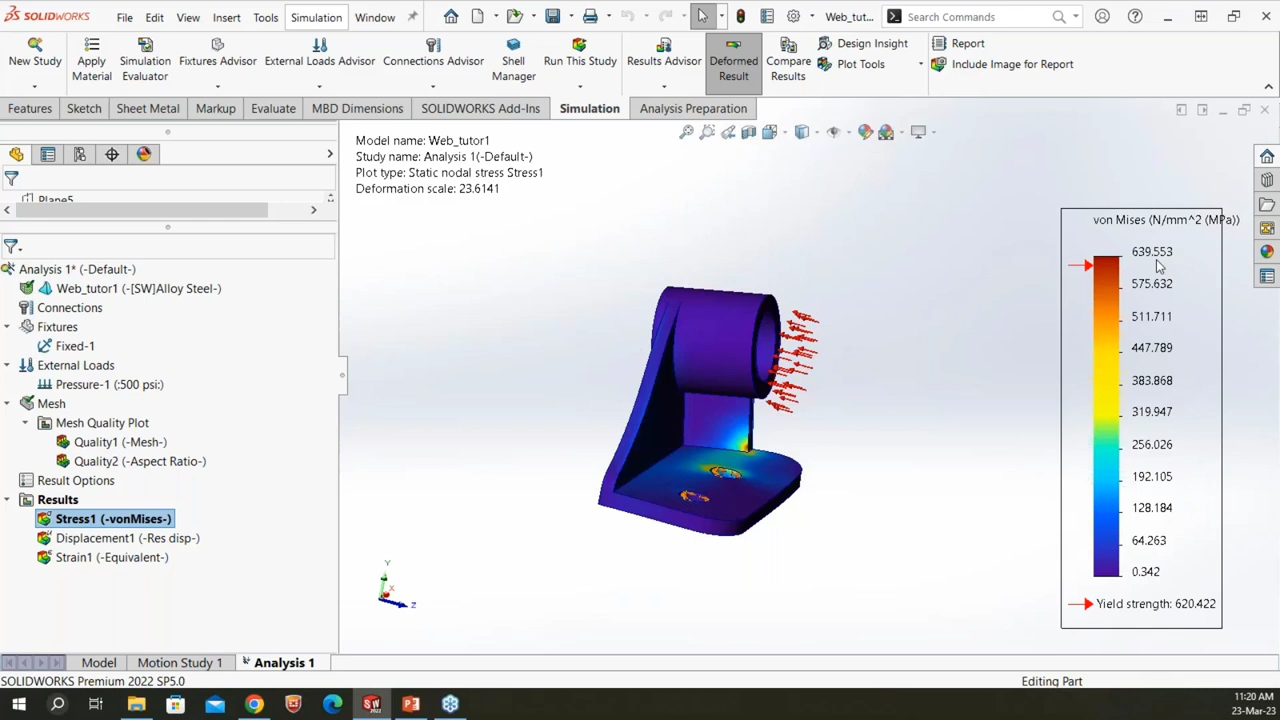 SOLIDWORKS
File
Edit
View
Insert
Tools
Simulation
Window
Web_tut...
Search Commands
New Study
Apply Material
Simulation Evaluator
Fixtures Advisor
External Loads Advisor
Connections Advisor
Shell Manager
Run This Study
Results Advisor
Deformed Result
Compare Results
Design Insight
Plot Tools
Report
Include Image for Report
Features
Sketch
Sheet Metal
Markup
Evaluate
MBD Dimensions
SOLIDWORKS Add-Ins
Simulation
Analysis Preparation
Plane5
Analysis 1* (-Default-)
Web_tutor1 (-[SW]Alloy Steel-)
Connections
Fixtures
Fixed-1
External Loads
Pressure-1 (:500 psi:)
Mesh
Mesh Quality Plot
Quality1 (-Mesh-)
Quality2 (-Aspect Ratio-)
Result Options
Results
Stress1 (-vonMises-)
Displacement1 (-Res disp-)
Strain1 (-Equivalent-)
Model name: Web_tutor1
Study name: Analysis 1(-Default-)
Plot type: Static nodal stress Stress1
Deformation scale: 23.6141
von Mises (N/mm^2 (MPa))
639.553
575.632
511.711
447.789
383.868
319.947
256.026
192.105
128.184
64.263
0.342
Yield strength: 620.422
Y
X
Z
Model
Motion Study 1
Analysis 1
SOLIDWORKS Premium 2022 SP5.0
Editing Part
11:20 AM
23-Mar-23